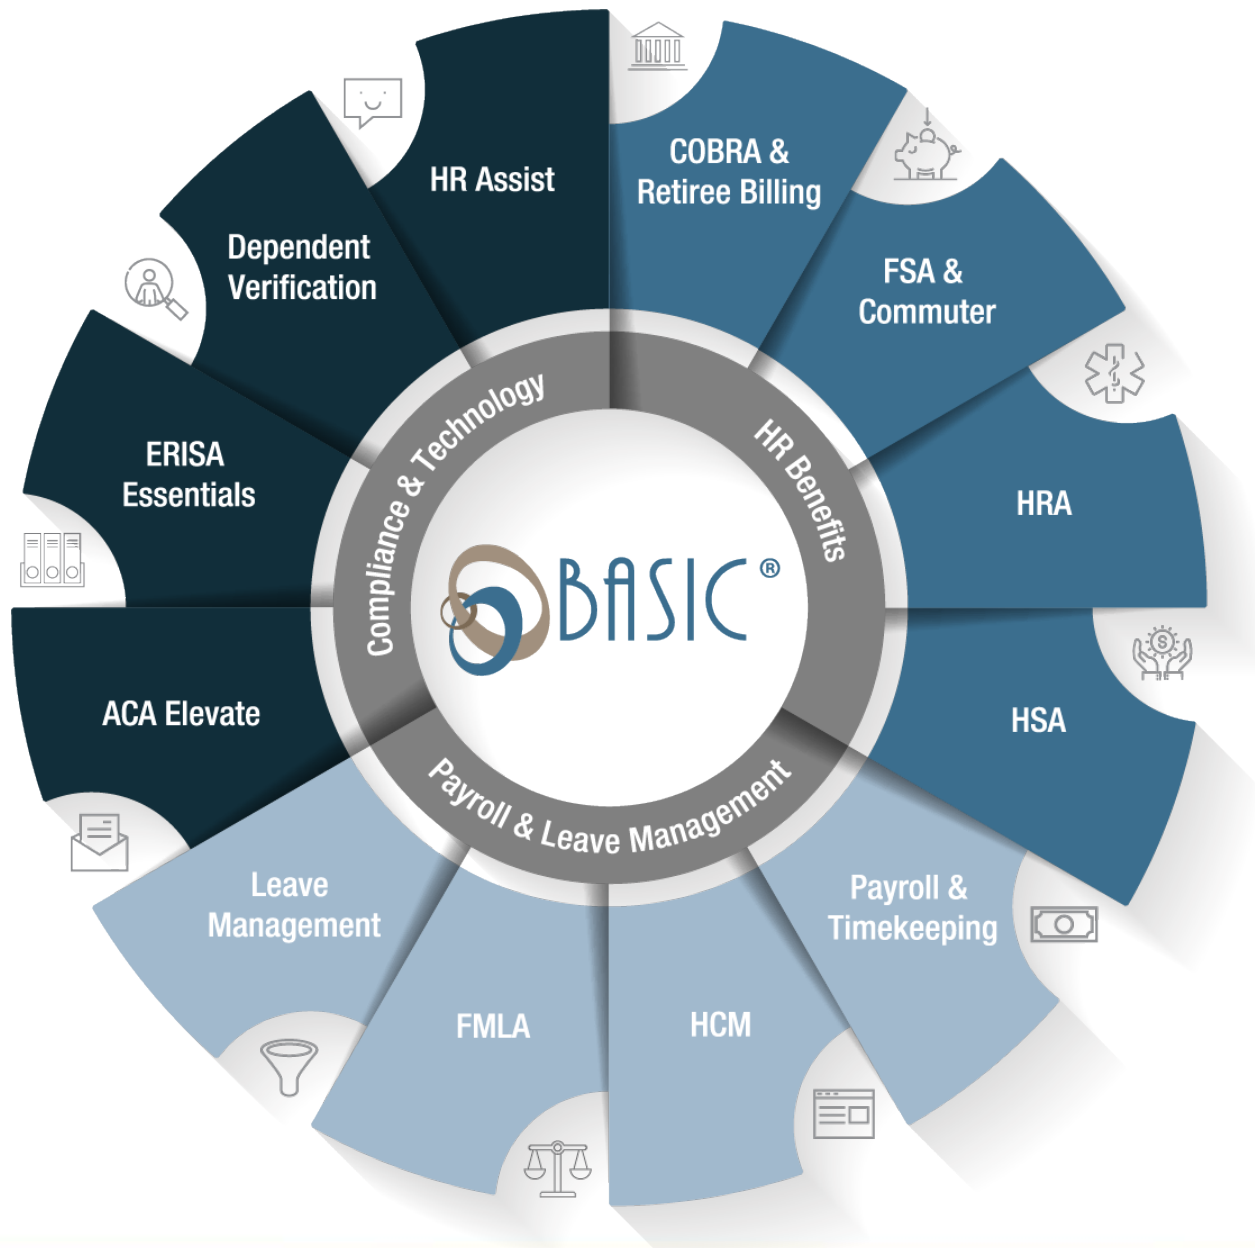 HR Assist
COBRA &
Retiree Billing
FSA &
Commuter
HRA
HSA
Payroll &
Timekeeping
HCM
FMLA
Leave
Management
ACA Elevate
ERISA
Essentials
Dependent
Verification
Compliance & Technology
HR Benefits
Payroll & Leave Management
BASIC®
S